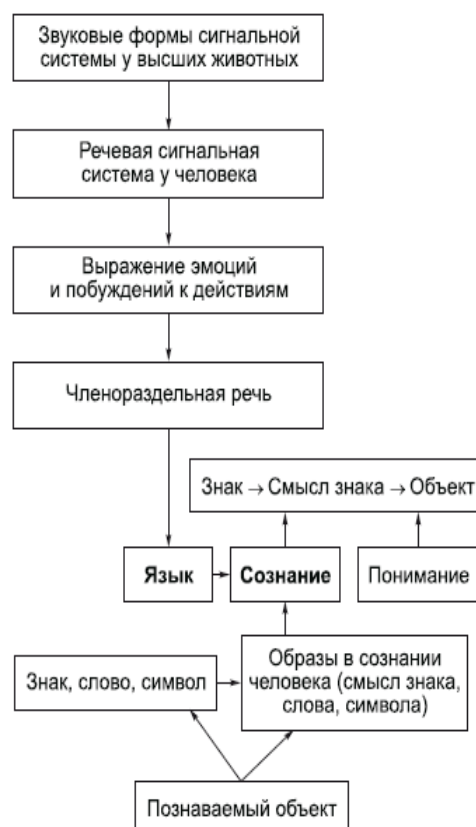 Звуковые формы сигнальной
системы у высших животных
Речевая сигнальная
система у человека
Выражение эмоций
и побуждений к действиям
Членораздельная речь
Знак → Смысл знака → Объект
Язык
Сознание
Понимание
Знак, слово, символ
Образы в сознании
человека (смысл знака,
слова, символа)
Познаваемый объект